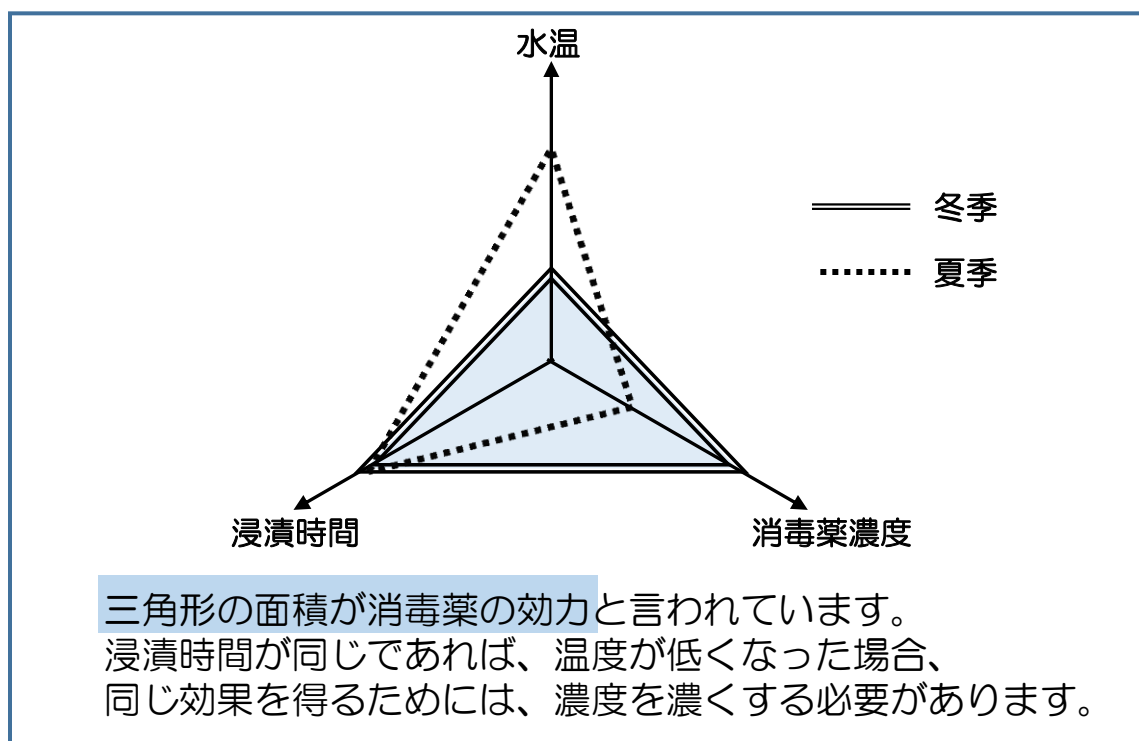 水温
冬季
夏季
浸漬時間
消毒薬濃度
三角形の面積が消毒薬の効力と言われています。
浸漬時間が同じであれば、温度が低くなった場合、
同じ効果を得るためには、濃度を濃くする必要があります。